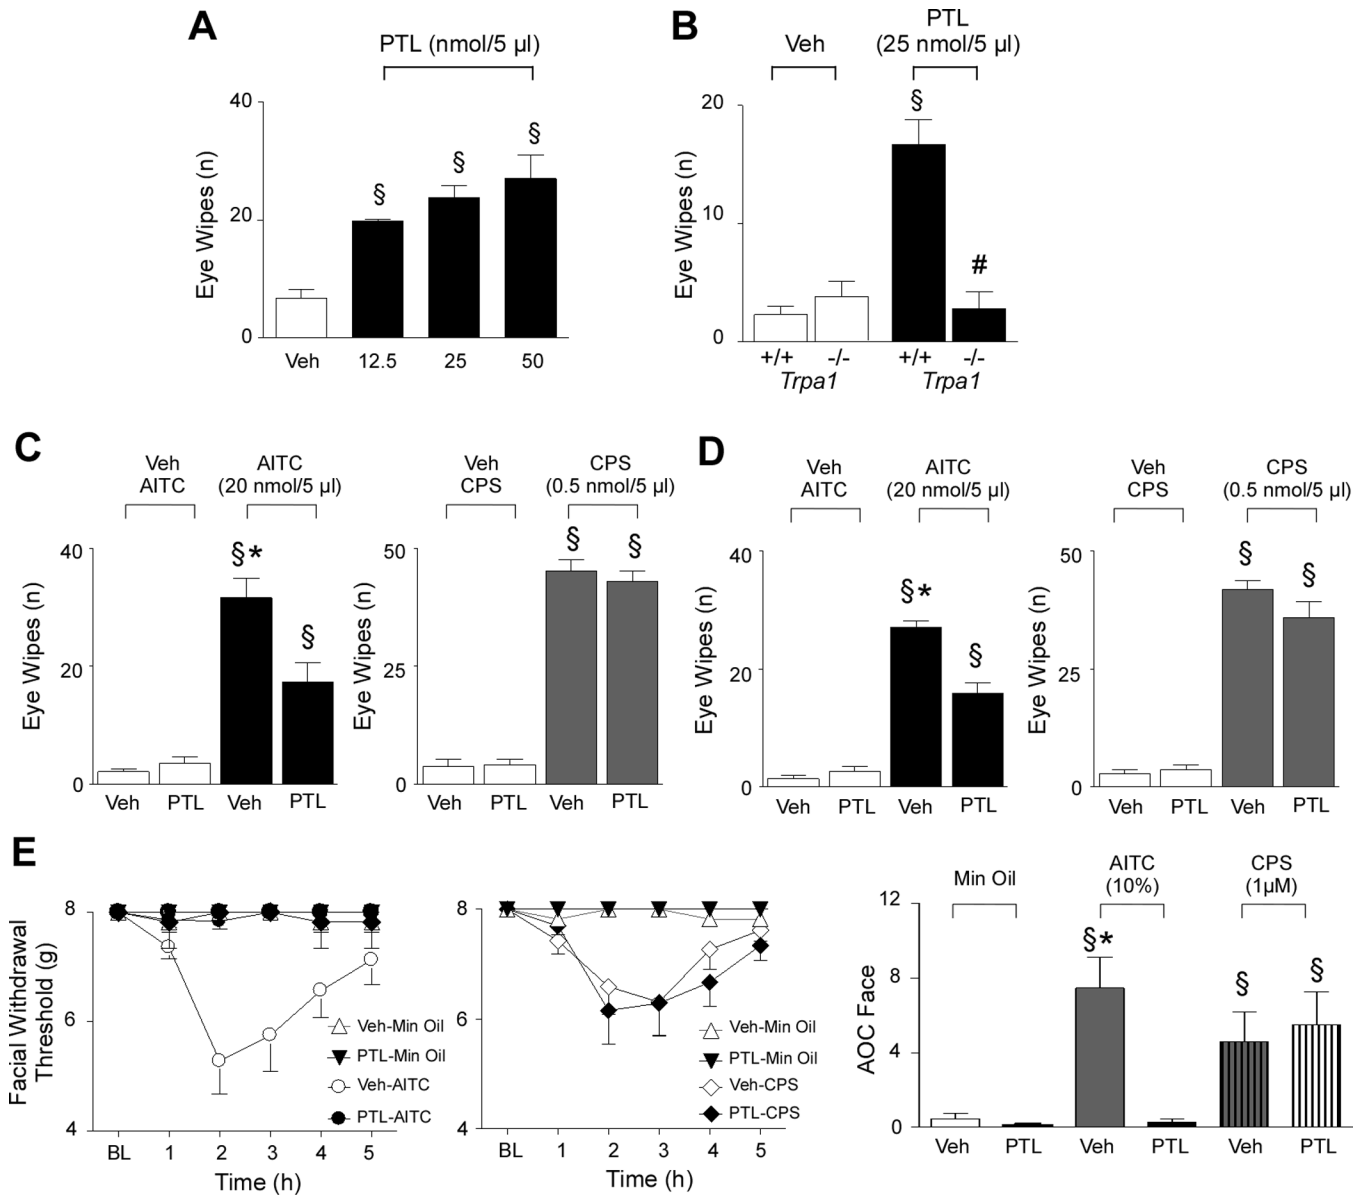 A
PTL (nmol/5 µl)
Eye Wipes (n)
40
20
0
§
§
§
Veh
12.5
25
50
B
Veh
PTL
(25 nmol/5 µl)
Eye Wipes (n)
20
10
0
§
#
+/+
-/-
+/+
-/-
Trpa1
Trpa1
C
Veh
AITC
AITC
(20 nmol/5 µl)
Eye Wipes (n)
40
20
0
§*
§
Veh
PTL
Veh
PTL
Veh
CPS
CPS
(0.5 nmol/5 µl)
Eye Wipes (n)
50
25
0
§
§
Veh
PTL
Veh
PTL
D
Veh
AITC
AITC
(20 nmol/5 µl)
Eye Wipes (n)
40
20
0
§*
§
Veh
PTL
Veh
PTL
Veh
CPS
CPS
(0.5 nmol/5 µl)
Eye Wipes (n)
50
25
0
§
§
Veh
PTL
Veh
PTL
E
Facial Withdrawal
Threshold (g)
8
6
4
Veh-Min Oil
PTL-Min Oil
Veh-AITC
PTL-AITC
BL
1
2
3
4
5
Time (h)
8
6
4
Veh-Min Oil
PTL-Min Oil
Veh-CPS
PTL-CPS
BL
1
2
3
4
5
Time (h)
Min Oil
AITC
(10%)
CPS
(1µM)
AOC Face
12
8
4
0
§*
§
§
Veh
PTL
Veh
PTL
Veh
PTL